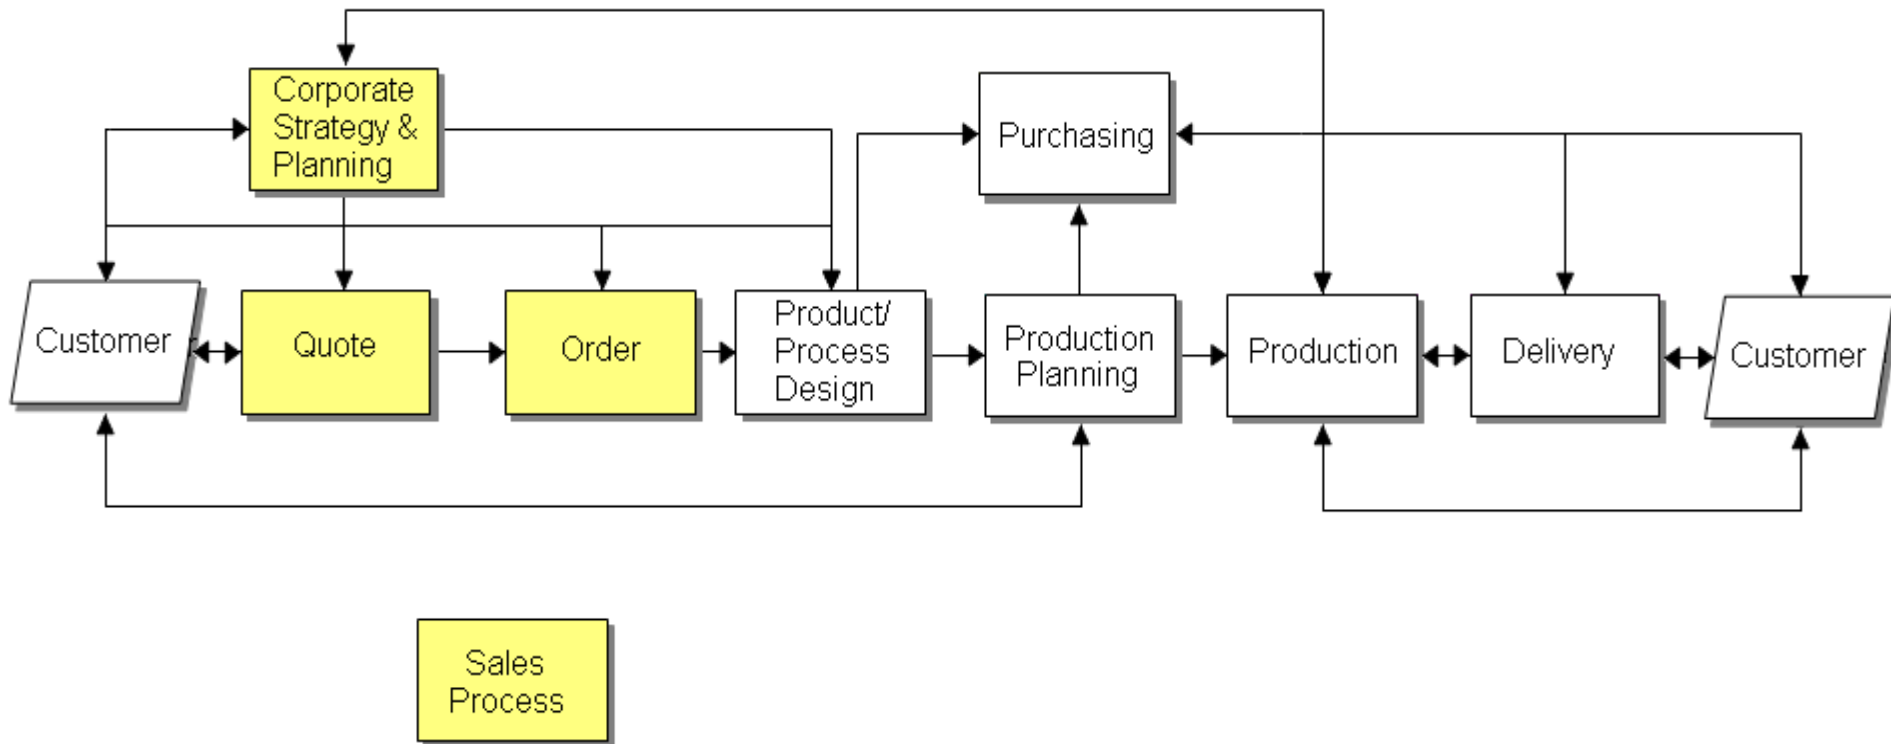 Corporate
Strategy &
Planning
Purchasing
Customer
Quote
Order
Product/
Process
Design
Production
Planning
Production
Delivery
Customer
Sales
Process